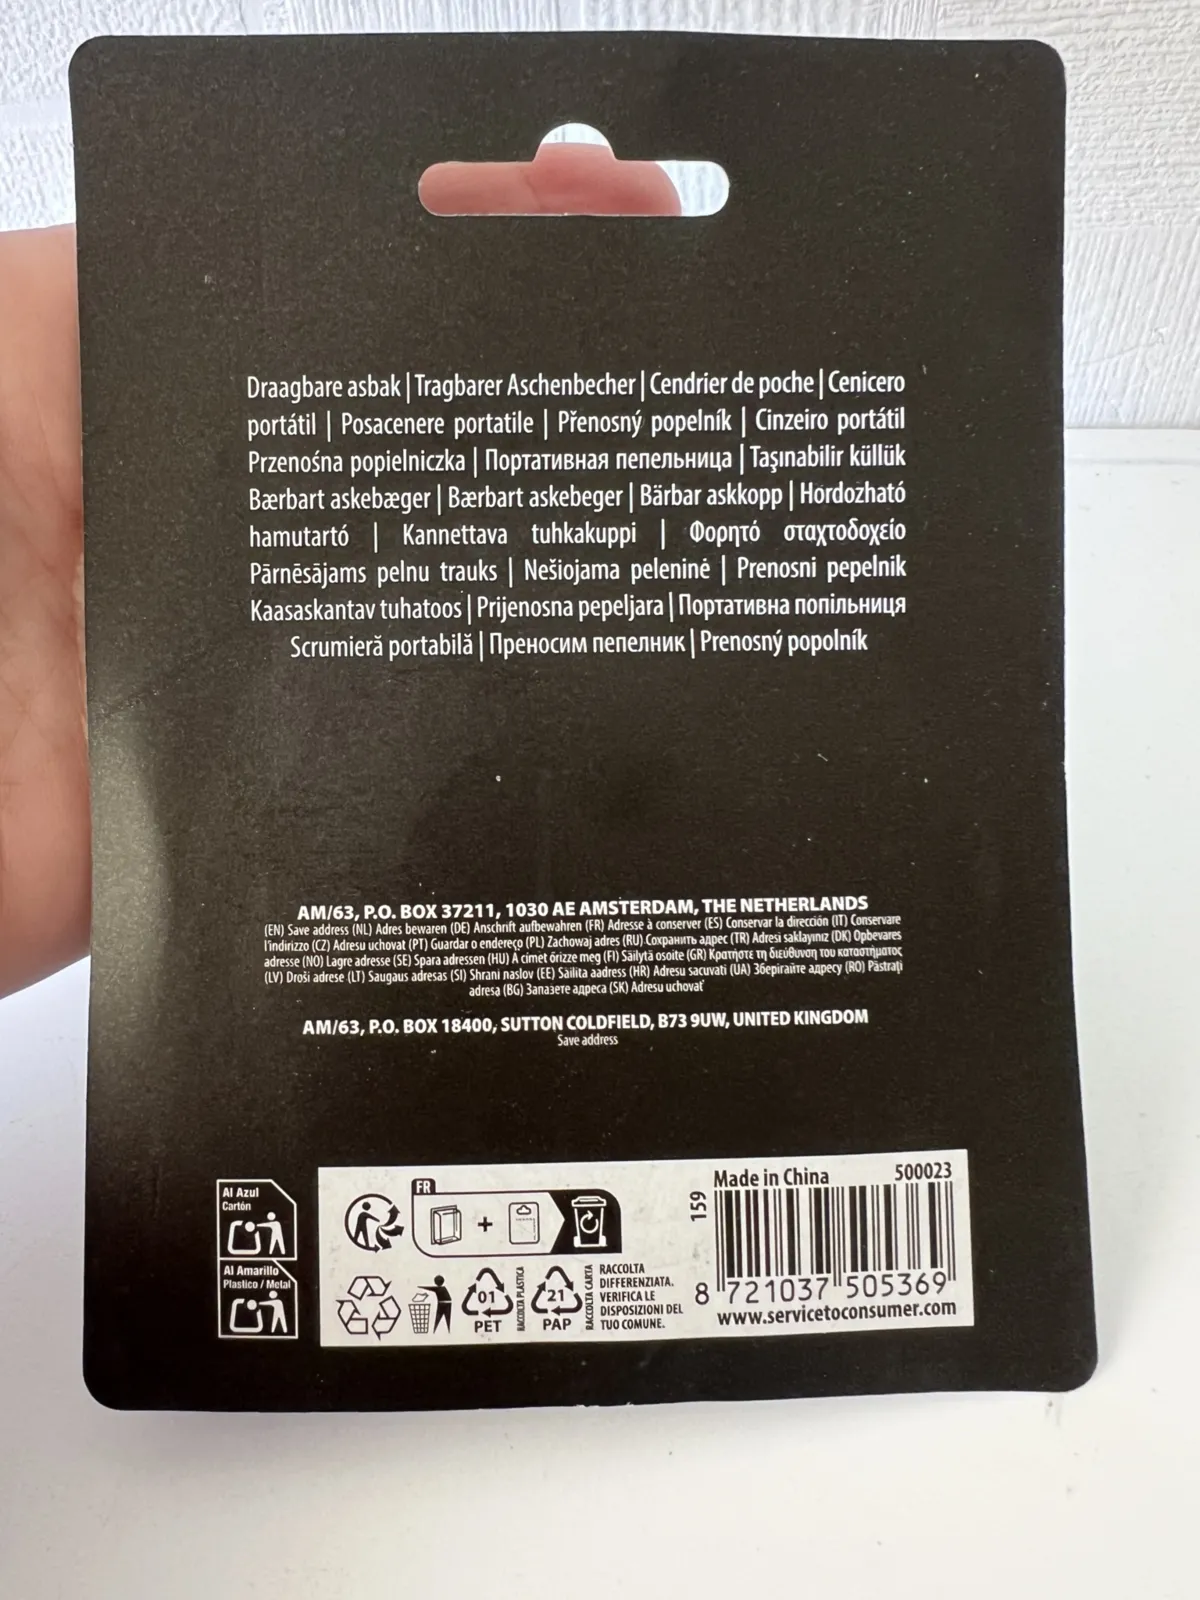 Draagbare asbak | Tragbarer Aschenbecher | Cendrier de poche | Cenicero
portátil | Posacenere portatile | Přenosný popelník | Cinzeiro portátil
Przenośna popielniczka | Портативная пепельница | Taşınabilir küllük
Bærbart askebæger | Bærbart askebeger | Bärbar askkopp | Hordozható
hamutartó | Kannettava tuhkakuppi | Φορητό σταχτοδοχείο
Pārnēsājams pelnu trauks | Nešiojama peleninė | Prenosni pepelnik
Kaasaskantav tuhatoos | Prijenosna pepeljara | Портативна попільниця
Scrumieră portabilă | Преносим пепелник | Prenosný popolník
AM/63, P.O. BOX 37211, 1030 AE AMSTERDAM, THE NETHERLANDS
(EN) Save address (NL) Adres bewaren (DE) Anschrift aufbewahren (FR) Adresse à conserver (ES) Conservar la dirección (IT) Conservare
l'indirizzo (CZ) Adresu uchovat (PT) Guardar o endereço (PL) Zachowaj adres (RU) Сохранить адрес (TR) Adresi saklayınız (DK) Opbevares
adresse (NO) Lagre adresse (SE) Spara adressen (HU) A címet őrizze meg (FI) Säilytä osoite (GR) Κρατήστε τη διεύθυνση του καταστήματος
(LV) Droši adrese (LT) Saugaus adresas (SI) Shrani naslov (EE) Säilita aadress (HR) Adresu sacuvati (UA) Зберігайте адресу (RO) Păstrați
adresa (BG) Запазете адреса (SK) Adresu uchovať
AM/63, P.O. BOX 18400, SUTTON COLDFIELD, B73 9UW, UNITED KINGDOM
Save address
Al Azul
Cartón
Al Amarillo
Plastico / Metal
FR
+
01
PET
RACCOLTA PLASTICA
21
PAP
RACCOLTA CARTA
RACCOLTA
DIFFERENZIATA.
VERIFICA LE
DISPOSIZIONI DEL
TUO COMUNE.
Made in China 500023
159
8 721037 505369
www.servicetoconsumer.com